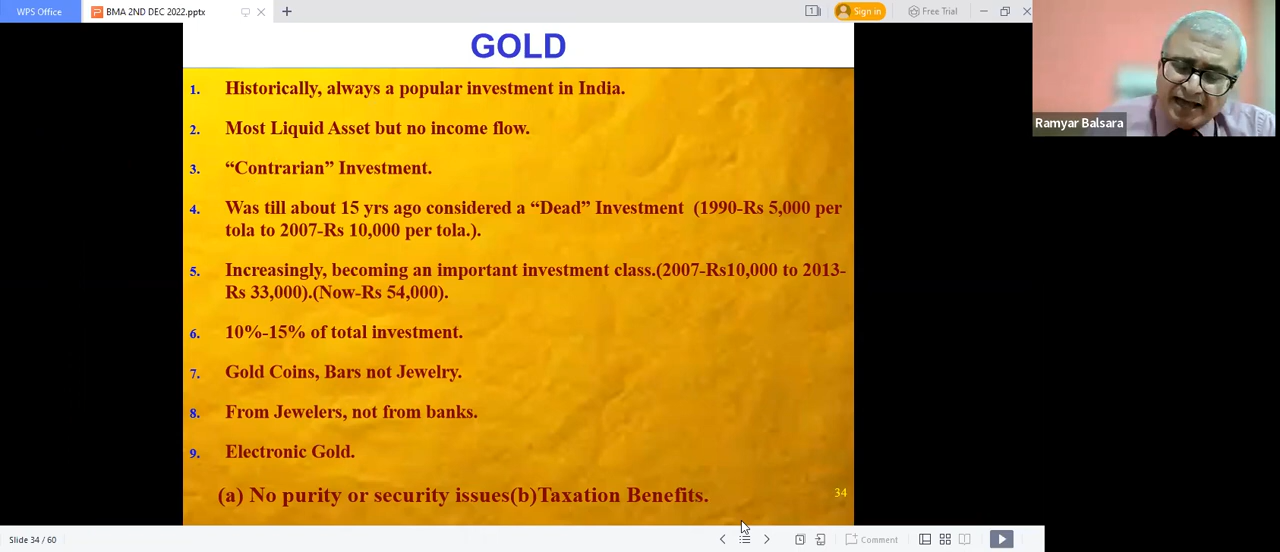 WPS Office
BMA 2ND DEC 2022.pptx
1
Sign in
Free Trial
GOLD
1. Historically, always a popular investment in India.
2. Most Liquid Asset but no income flow.
3. “Contrarian” Investment.
4. Was till about 15 yrs ago considered a “Dead” Investment (1990-Rs 5,000 per
tola to 2007-Rs 10,000 per tola.).
5. Increasingly, becoming an important investment class.(2007-Rs10,000 to 2013-
Rs 33,000).(Now-Rs 54,000).
6. 10%-15% of total investment.
7. Gold Coins, Bars not Jewelry.
8. From Jewelers, not from banks.
9. Electronic Gold.
(a) No purity or security issues(b)Taxation Benefits.
34
Ramyar Balsara
Slide 34 / 60
Comment